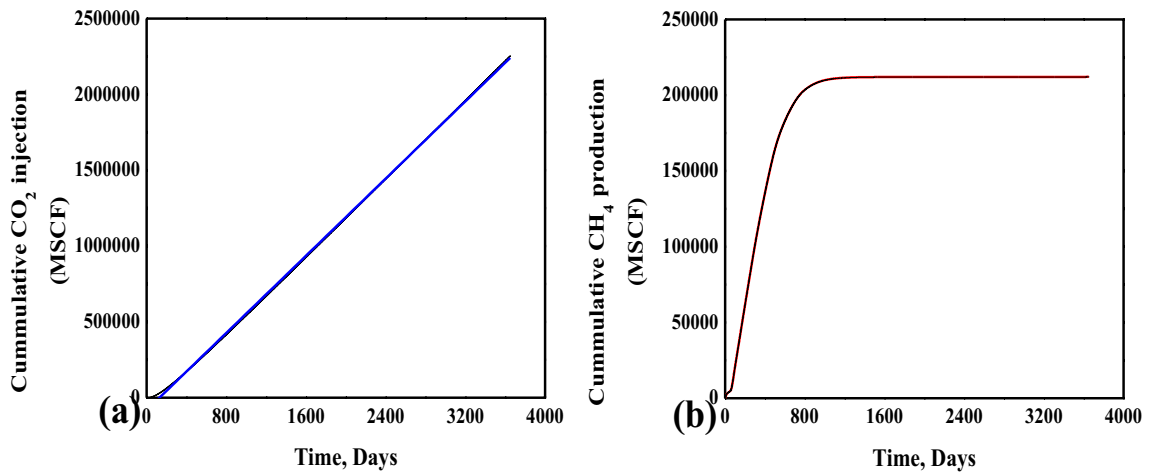 Cummulative CO2 injection
(MSCF)
2500000
2000000
1500000
1000000
500000
0
0 800 1600 2400 3200 4000
(a)
Time, Days
Cummulative CH4 production
(MSCF)
250000
200000
150000
100000
50000
0
0 800 1600 2400 3200 4000
(b)
Time, Days